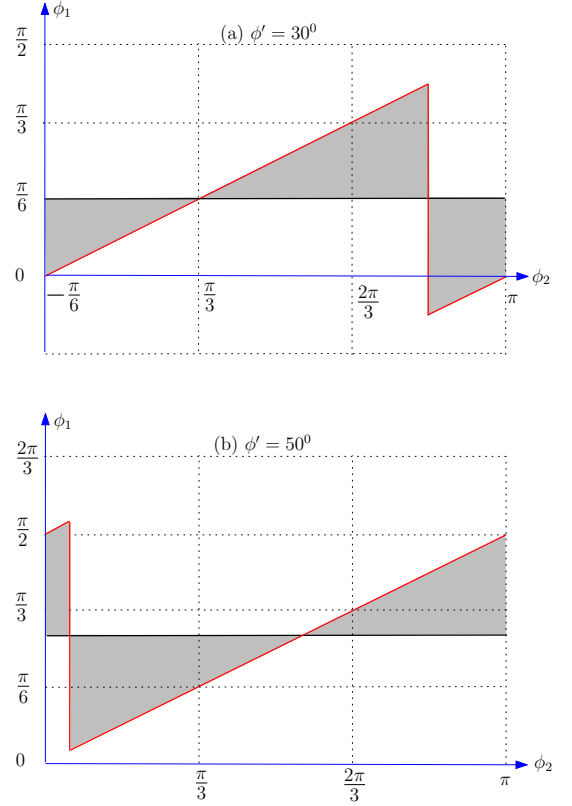 ϕ₁
(a) ϕ′ = 30⁰
π/2
π/3
π/6
0
−π/6
π/3
2π/3
π
ϕ₂
ϕ₁
(b) ϕ′ = 50⁰
2π/3
π/2
π/3
π/6
0
π/3
2π/3
π
ϕ₂